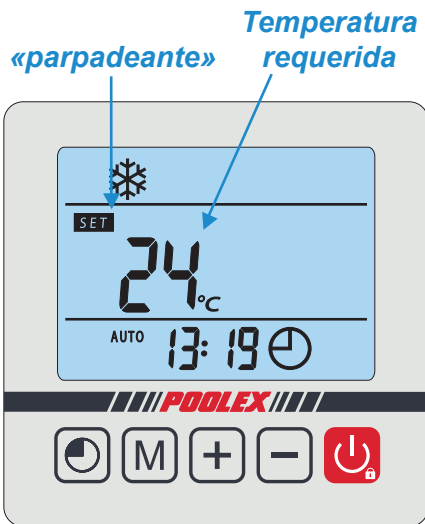 Temperatura
«parpadeante» requerida
SET
24 °C
AUTO 13:19
POOLEX
M + −